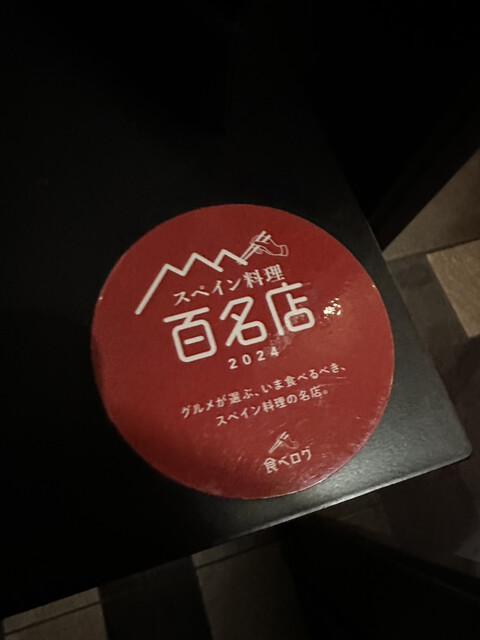 スペイン料理
百名店
2024
グルメが選ぶ、いま食べるべき、
スペイン料理の名店。
食べログ